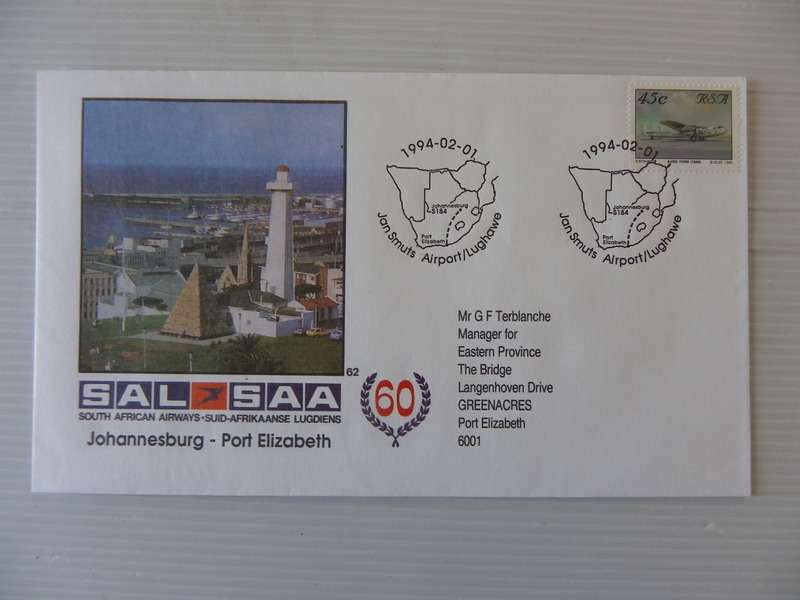 45c RSA
1994-02-01
Johannesburg
S184
Port
Elizabeth
Jan Smuts Airport/Lughawe
1994-02-01
Johannesburg
S184
Port
Elizabeth
Jan Smuts Airport/Lughawe
Mr G F Terblanche
Manager for
Eastern Province
The Bridge
Langenhoven Drive
GREENACRES
Port Elizabeth
6001
62
SAL SAA
60
SOUTH AFRICAN AIRWAYS·SUID-AFRIKAANSE LUGDIENS
Johannesburg - Port Elizabeth